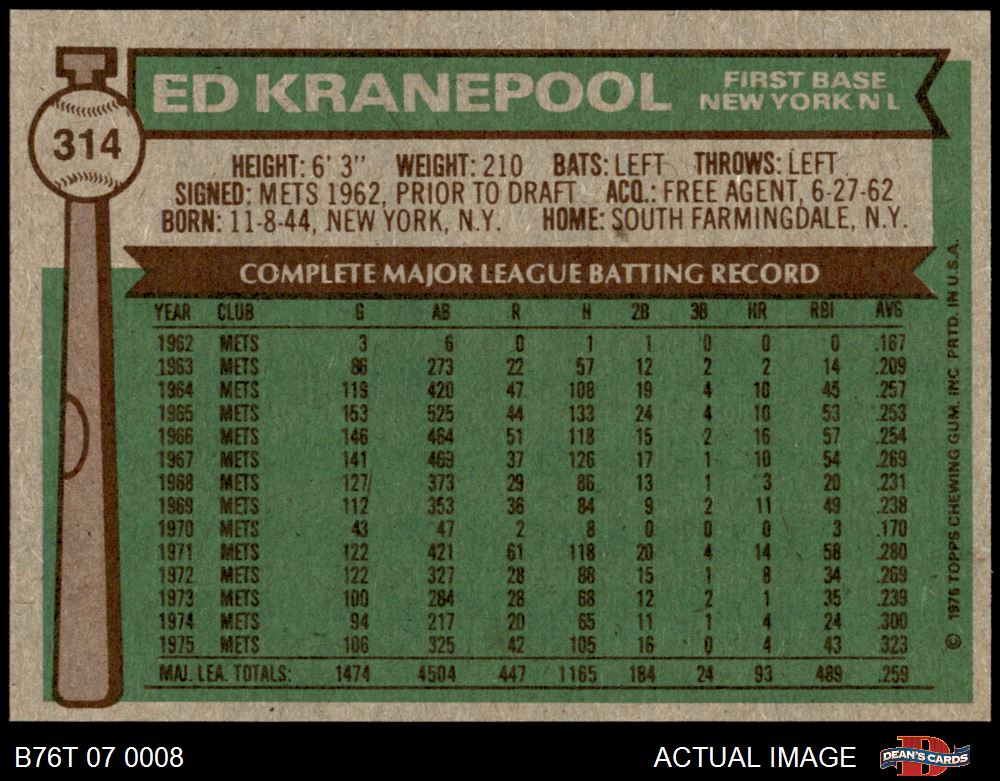 314
ED KRANEPOOL
FIRST BASE
NEW YORK N L
HEIGHT: 6' 3" WEIGHT: 210 BATS: LEFT THROWS: LEFT
SIGNED: METS 1962, PRIOR TO DRAFT ACQ.: FREE AGENT, 6-27-62
BORN: 11-8-44, NEW YORK, N.Y. HOME: SOUTH FARMINGDALE, N.Y.
COMPLETE MAJOR LEAGUE BATTING RECORD
YEAR CLUB G AB R H 2B 3B HR RBI AVG
1962 METS 3 6 0 1 1 0 0 0 .167
1963 METS 86 273 22 57 12 2 2 14 .209
1964 METS 119 420 47 108 19 4 10 45 .257
1965 METS 153 525 44 133 24 4 10 53 .253
1966 METS 146 464 51 118 15 2 16 57 .254
1967 METS 141 469 37 126 17 1 10 54 .269
1968 METS 127 373 29 86 13 1 3 20 .231
1969 METS 112 353 36 84 9 2 11 49 .238
1970 METS 43 47 2 8 0 0 0 3 .170
1971 METS 122 421 61 118 20 4 14 58 .280
1972 METS 122 327 28 88 15 1 8 34 .269
1973 METS 100 284 28 68 12 2 1 35 .239
1974 METS 94 217 20 65 11 1 4 24 .300
1975 METS 106 325 42 105 16 0 4 43 .323
MAJ. LEA. TOTALS: 1474 4504 447 1165 184 24 93 489 .259
© 1976 TOPPS CHEWING GUM, INC PRTD. IN U.S.A.
B76T 07 0008
ACTUAL IMAGE
DEAN'S CARDS